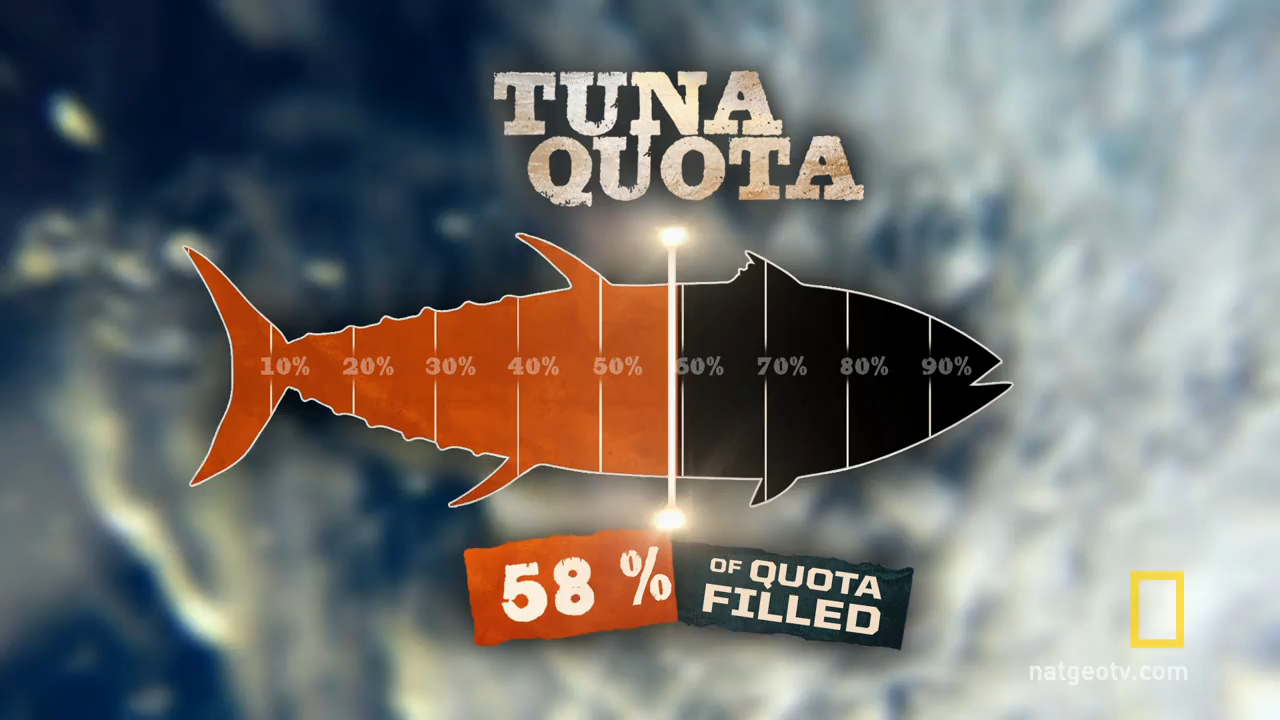 TUNA
QUOTA
10% 20% 30% 40% 50% 60% 70% 80% 90%
58 % OF QUOTA
FILLED
natgeotv.com